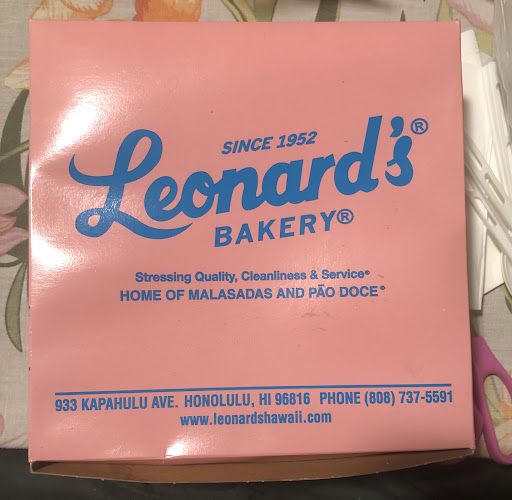 SINCE 1952
Leonard's®
BAKERY®
Stressing Quality, Cleanliness & Service®
HOME OF MALASADAS AND PÃO DOCE®
933 KAPAHULU AVE. HONOLULU, HI 96816 PHONE (808) 737-5591
www.leonardshawaii.com